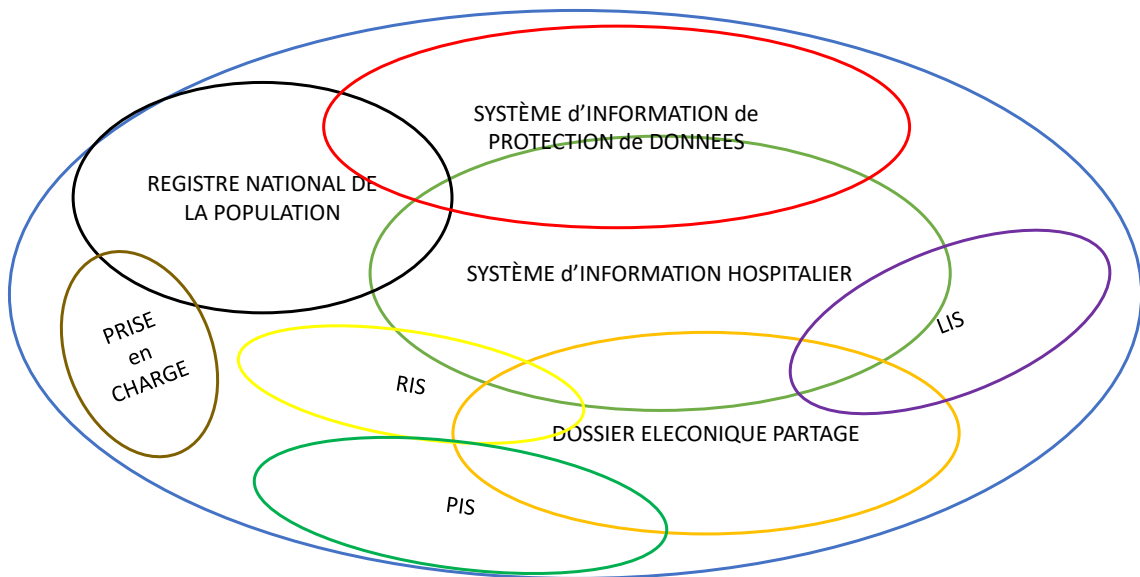 SYSTÈME d’INFORMATION de
PROTECTION de DONNEES
REGISTRE NATIONAL DE
LA POPULATION
SYSTÈME d’INFORMATION HOSPITALIER
LIS
PRISE
en
CHARGE
RIS
DOSSIER ELECONIQUE PARTAGE
PIS